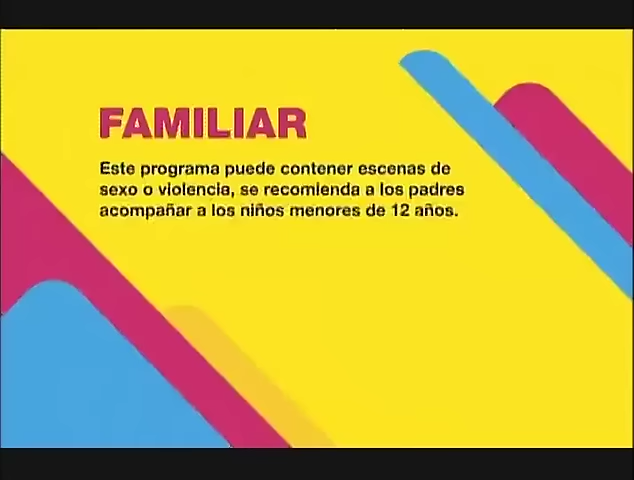 FAMILIAR
Este programa puede contener escenas de
sexo o violencia, se recomienda a los padres
acompañar a los niños menores de 12 años.